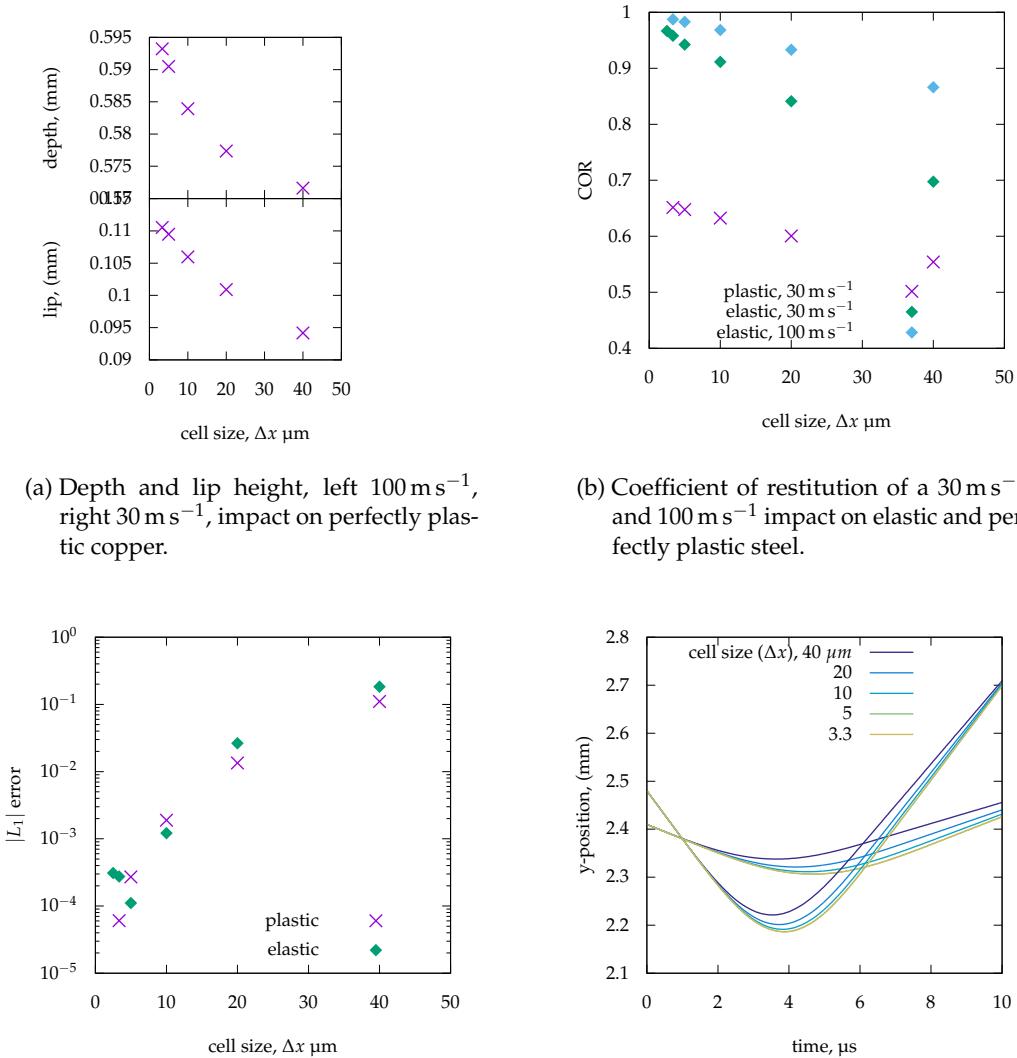 0.595
0.59
0.585
0.58
0.575
depth, (mm)
0.11
0.105
0.1
0.095
0.09
lip, (mm)
0 10 20 30 40 50
cell size, Δx µm
(a) Depth and lip height, left 100 m s⁻¹,
right 30 m s⁻¹, impact on perfectly plas-
tic copper.
1
0.9
0.8
0.7
0.6
0.5
0.4
COR
plastic, 30 m s⁻¹
elastic, 30 m s⁻¹
elastic, 100 m s⁻¹
0 10 20 30 40 50
cell size, Δx µm
(b) Coefficient of restitution of a 30 m s⁻
and 100 m s⁻¹ impact on elastic and per
fectly plastic steel.
10⁰
10⁻¹
10⁻²
10⁻³
10⁻⁴
10⁻⁵
|L₁| error
plastic
elastic
0 10 20 30 40 50
cell size, Δx µm
2.8
2.7
2.6
2.5
2.4
2.3
2.2
2.1
y-position, (mm)
cell size (Δx), 40 µm
20
10
5
3.3
0 2 4 6 8 10
time, µs